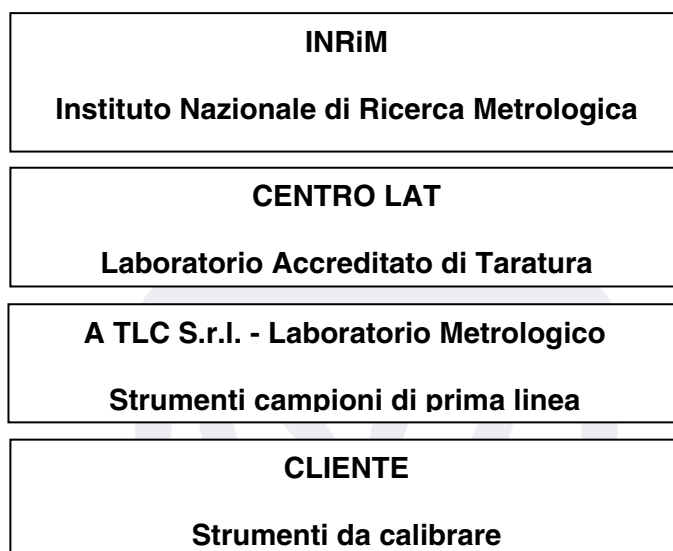 INRiM
Instituto Nazionale di Ricerca Metrologica
CENTRO LAT
Laboratorio Accreditato di Taratura
A TLC S.r.l. - Laboratorio Metrologico
Strumenti campioni di prima linea
CLIENTE
Strumenti da calibrare